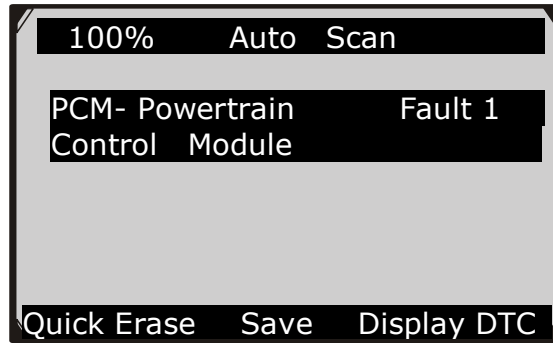 100% Auto Scan
PCM- Powertrain Fault 1
Control Module
Quick Erase Save Display DTC